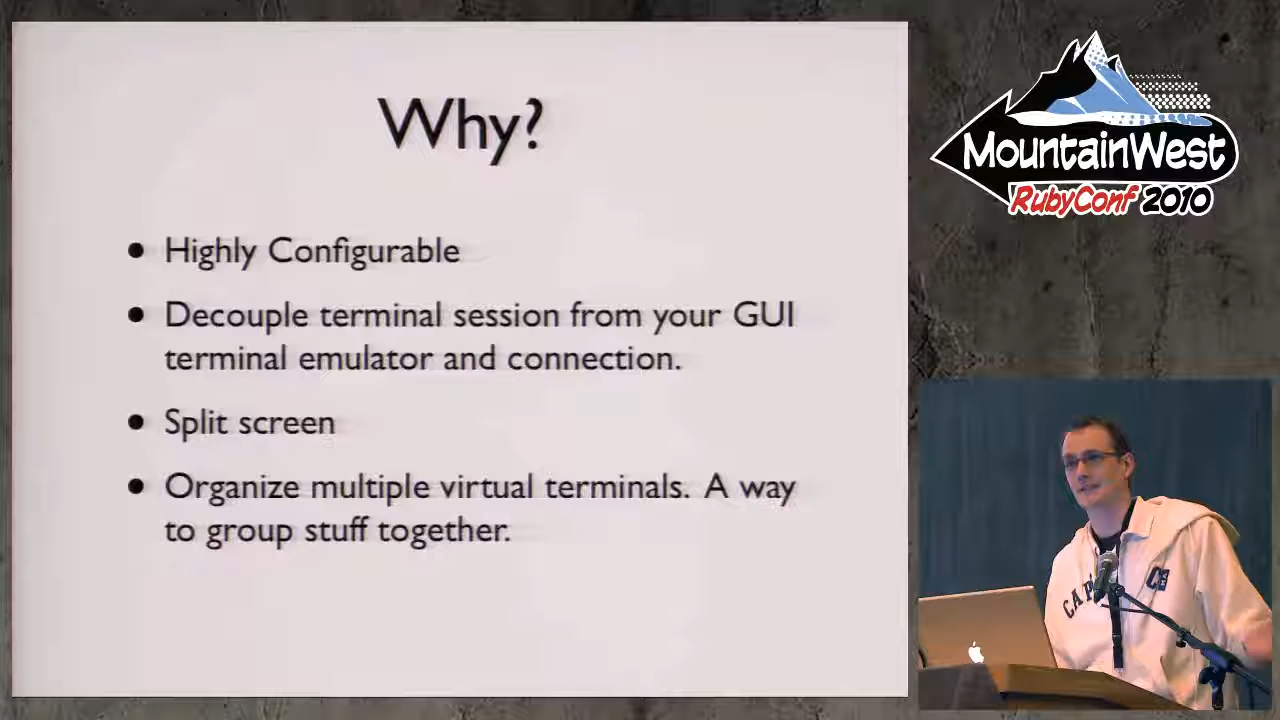 Why?
• Highly Configurable
• Decouple terminal session from your GUI
terminal emulator and connection.
• Split screen
• Organize multiple virtual terminals. A way
to group stuff together.
MountainWest
RubyConf 2010